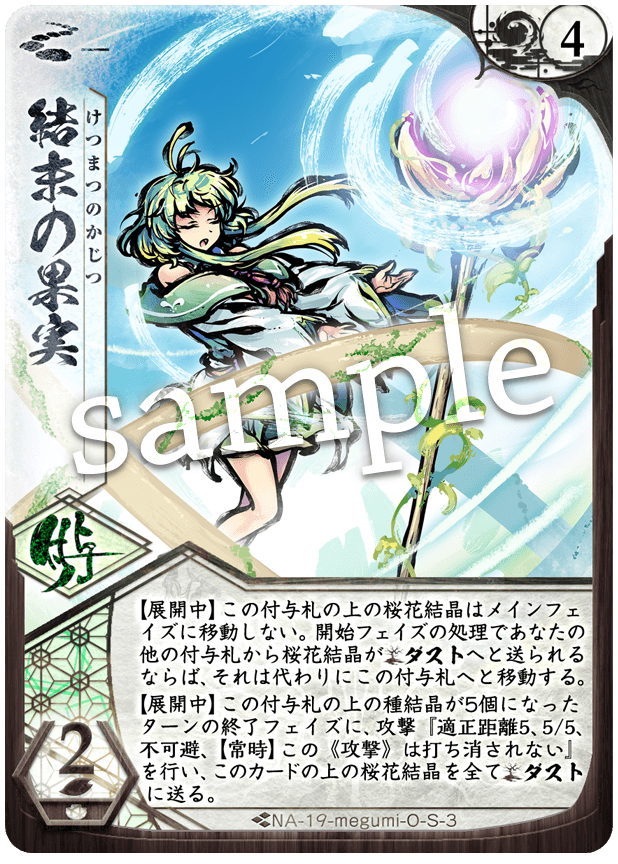 4
結末の果実
けつまつのかじつ
sample
付与
【展開中】この付与札の上の桜花結晶はメインフェ
イズに移動しない。開始フェイズの処理であなたの
他の付与札から桜花結晶がダストへと送られる
ならば、それは代わりにこの付与札へと移動する。
【展開中】この付与札の上の種結晶が5個になった
ターンの終了フェイズに、攻撃『適正距離5、5/5、
不可避、【常時】この《攻撃》は打ち消されない』
を行い、このカードの上の桜花結晶を全てダスト
に送る。
2
NA-19-megumi-O-S-3